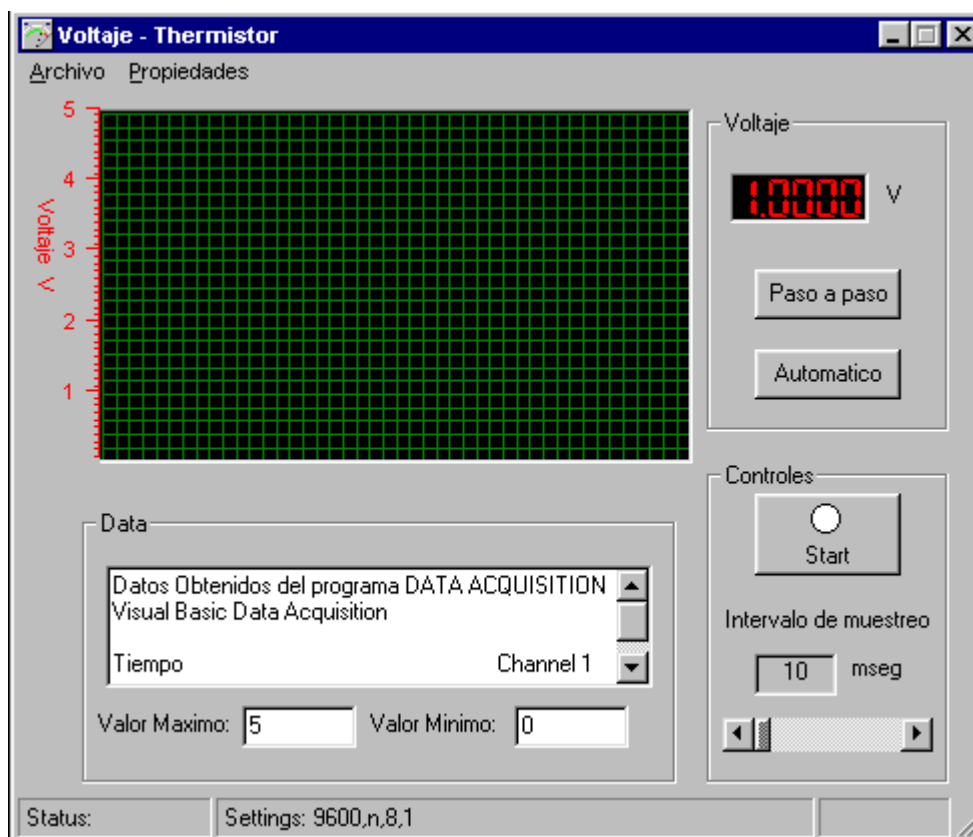 Voltaje - Thermistor
Archivo Propiedades
5
4
3
2
1
Voltaje V
Voltaje
1.0000 V
Paso a paso
Automatico
Controles
Start
Intervalo de muestreo
10 mseg
Data
Datos Obtenidos del programa DATA ACQUISITION
Visual Basic Data Acquisition
Tiempo Channel 1
Valor Maximo: 5 Valor Minimo: 0
Status: Settings: 9600,n,8,1